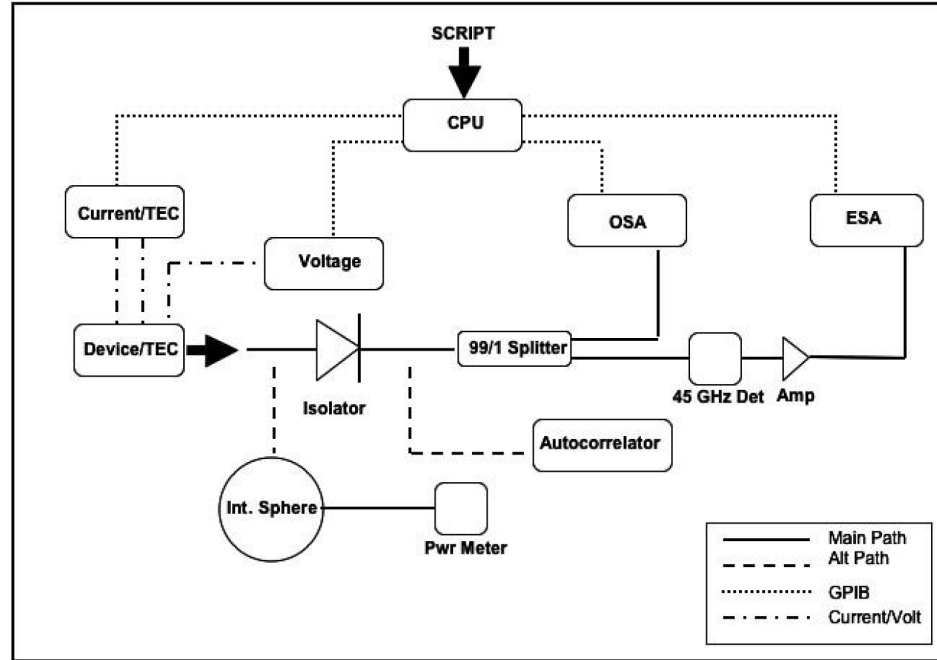 SCRIPT
CPU
Current/TEC
OSA
ESA
Voltage
Device/TEC
99/1 Splitter
Isolator
45 GHz Det
Amp
Autocorrelator
Int. Sphere
Pwr Meter
Main Path
Alt Path
GPIB
Current/Volt